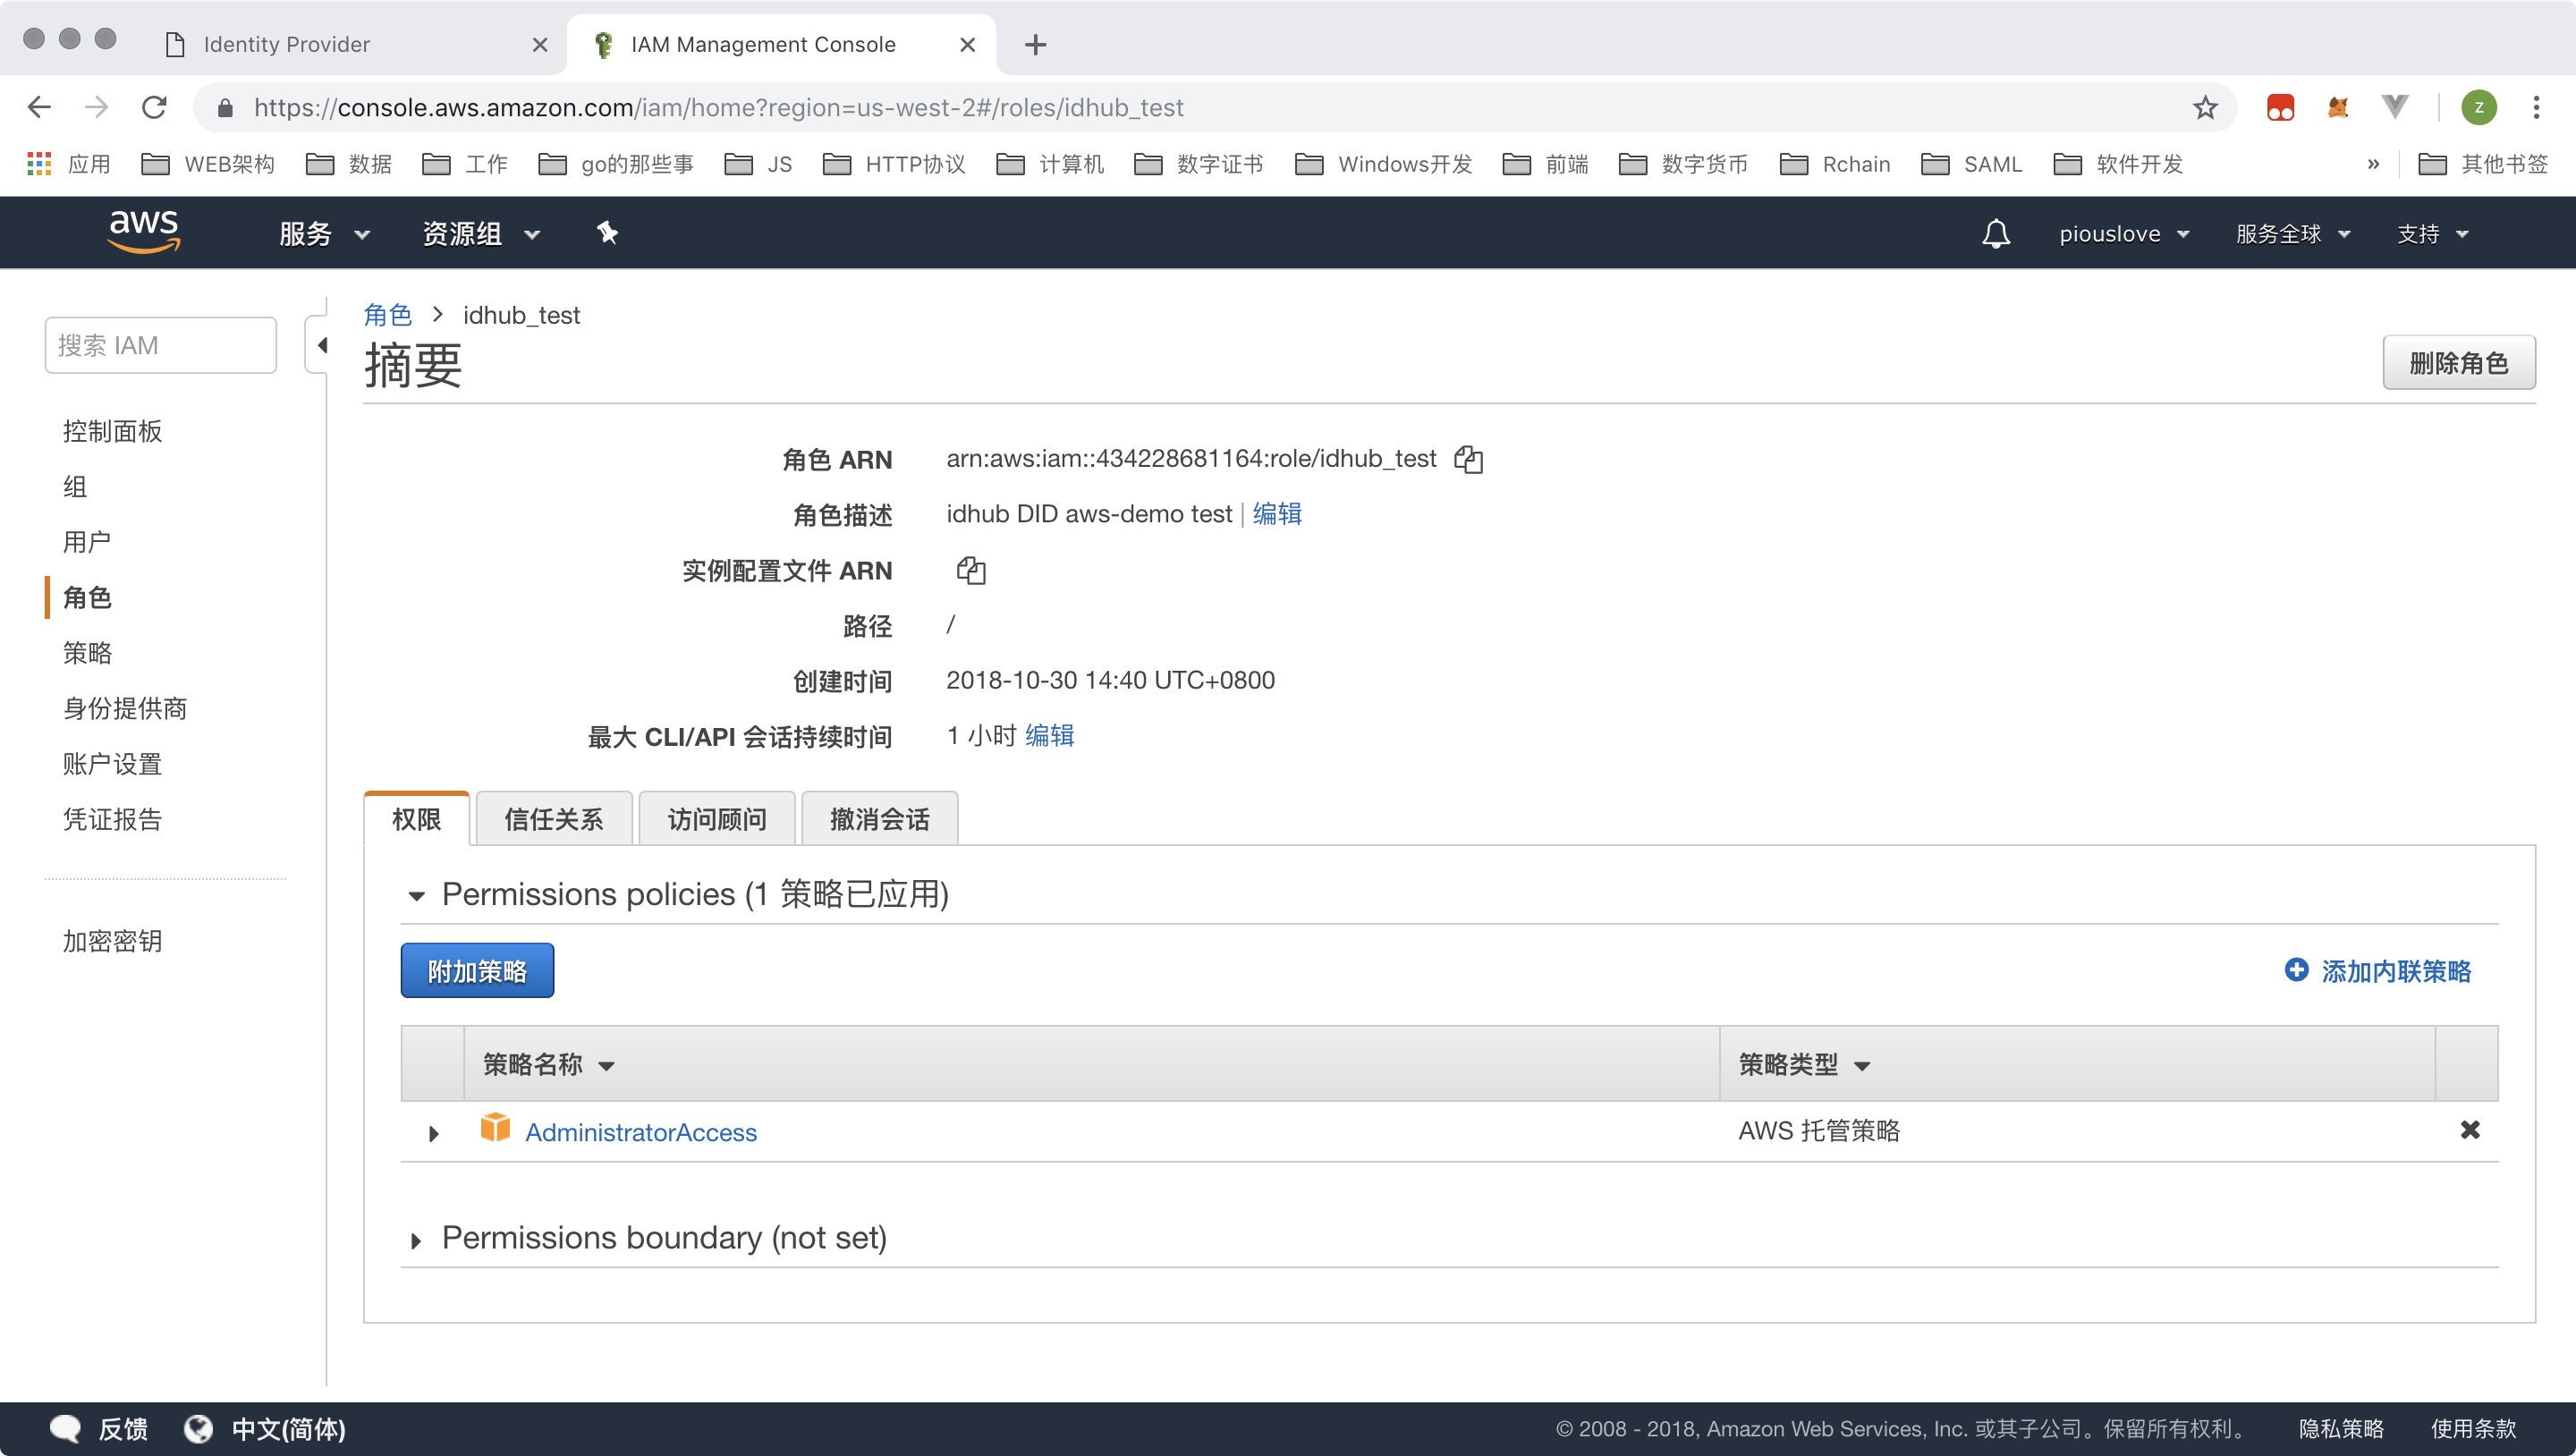 Identity Provider
IAM Management Console
https://console.aws.amazon.com/iam/home?region=us-west-2#/roles/idhub_test
z
应用 WEB架构 数据 工作 go的那些事 JS HTTP协议 计算机 数字证书 Windows开发 前端 数字货币 Rchain SAML 软件开发 » 其他书签
aws 服务 资源组 piouslove 服务全球 支持
搜索 IAM
控制面板
组
用户
角色
策略
身份提供商
账户设置
凭证报告
加密密钥
角色 > idhub_test
摘要
删除角色
角色 ARN arn:aws:iam::434228681164:role/idhub_test
角色描述 idhub DID aws-demo test | 编辑
实例配置文件 ARN
路径 /
创建时间 2018-10-30 14:40 UTC+0800
最大 CLI/API 会话持续时间 1 小时 编辑
权限 信任关系 访问顾问 撤消会话
Permissions policies (1 策略已应用)
附加策略 添加内联策略
策略名称 策略类型
AdministratorAccess AWS 托管策略
Permissions boundary (not set)
反馈 中文(简体) © 2008 - 2018, Amazon Web Services, Inc. 或其子公司。保留所有权利。 隐私策略 使用条款